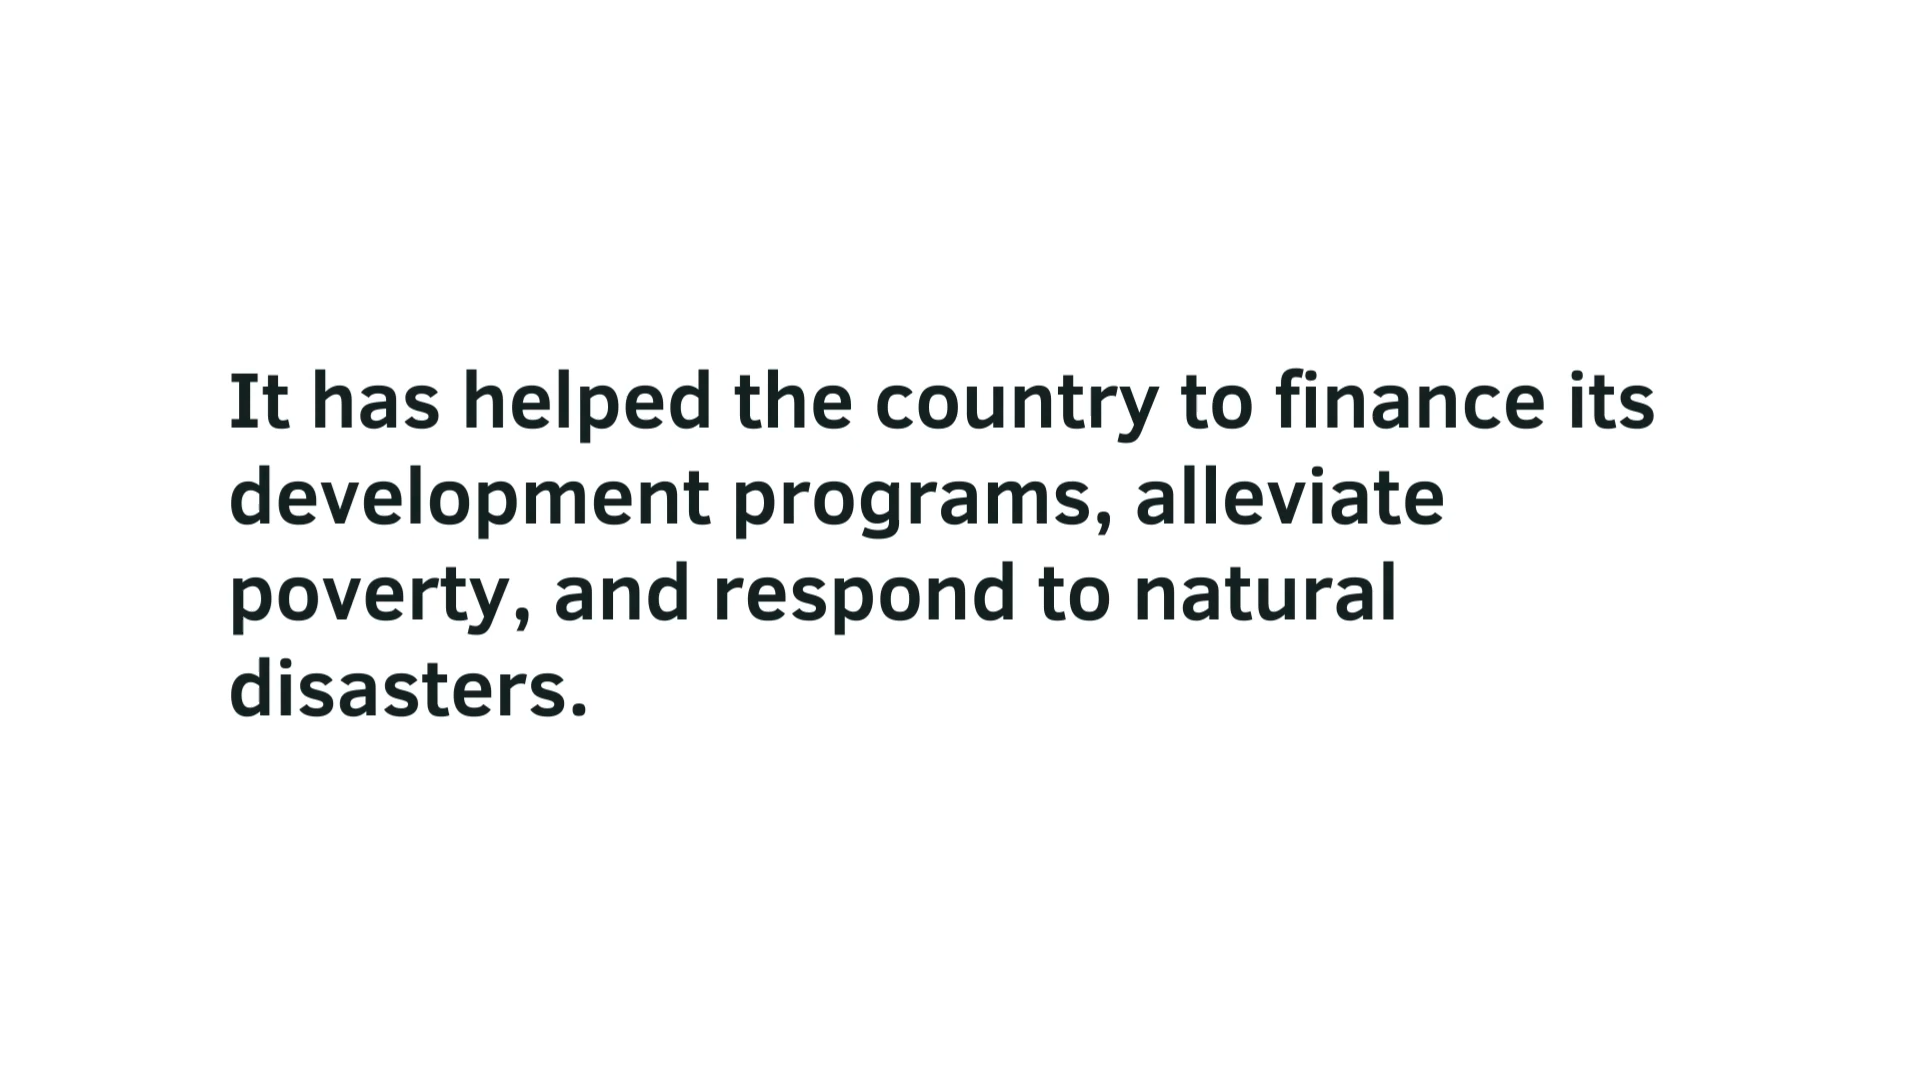 It has helped the country to finance its
development programs, alleviate
poverty, and respond to natural
disasters.